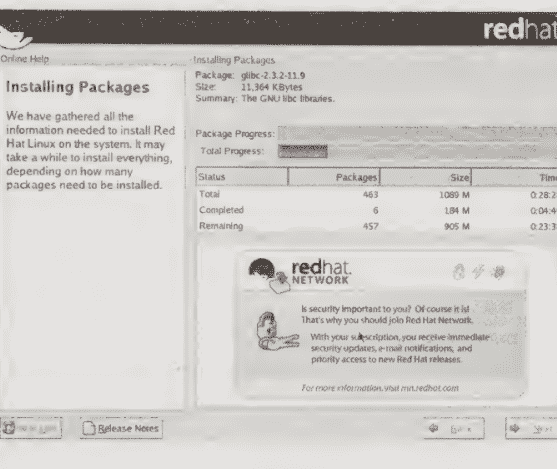 redhat
Online Help
Installing Packages
We have gathered all the
information needed to install Red
Hat Linux on the system. It may
take a while to install everything,
depending on how many
packages need to be installed.
Installing Packages
Package: glibc-2.3.2-11.9
Size: 11,364 KBytes
Summary: The GNU libc libraries.
Package Progress:
Total Progress:
Status Packages Size Time
Total 463 1089 M 0:28:2
Completed 6 184 M 0:04:4
Remaining 457 905 M 0:23:3
redhat.
NETWORK
Is security important to you? Of course it is!
That's why you should join Red Hat Network.
With your subscription, you receive immediate
security updates, e-mail notifications, and
priority access to new Red Hat releases.
For more information, visit rhn.redhat.com
Release Notes
Back
Next